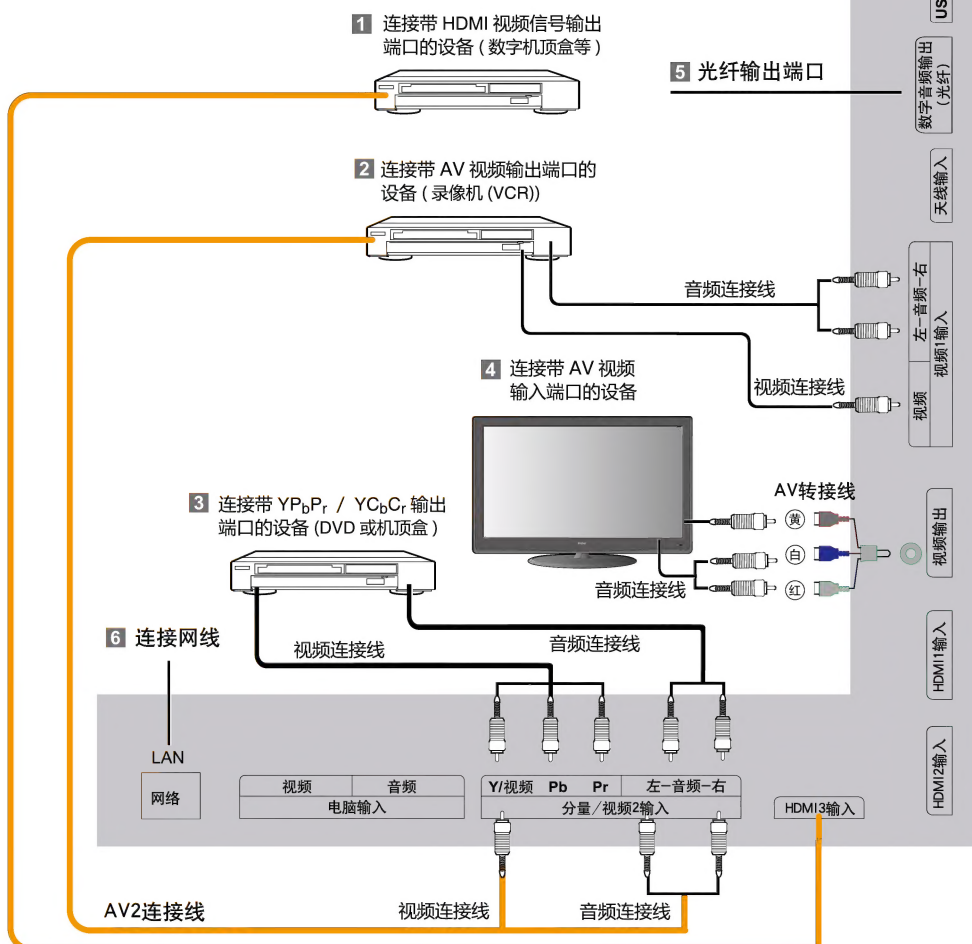 1 连接带 HDMI 视频信号输出
端口的设备 ( 数字机顶盒等 )
US
5 光纤输出端口
数字音频输出
(光纤)
2 连接带 AV 视频输出端口的
设备 ( 录像机 (VCR))
天线输入
音频连接线
左-音频-右
视频
视频1输入
4 连接带 AV 视频
输入端口的设备
视频连接线
AV转接线
黄
白
红
视频输出
音频连接线
3 连接带 YPbPr / YCbCr 输出
端口的设备 (DVD 或机顶盒 )
6 连接网线
视频连接线
音频连接线
HDMI1输入
LAN
网络
视频 音频
电脑输入
Y/视频 Pb Pr 左-音频-右
分量/视频2输入
HDMI3输入
HDMI2输入
AV2连接线
视频连接线
音频连接线